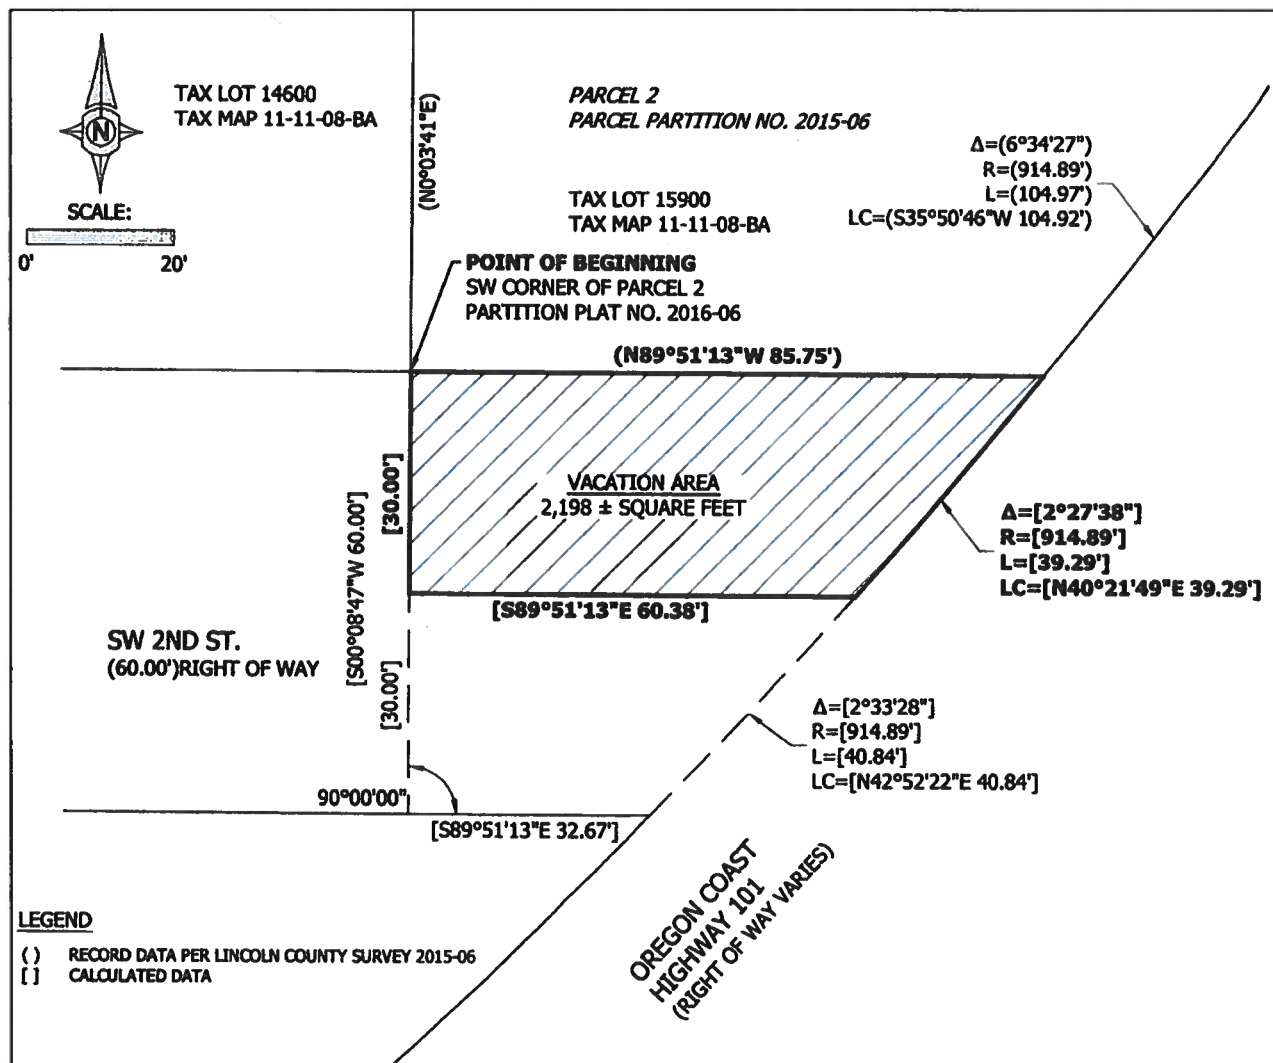 TAX LOT 14600
TAX MAP 11-11-08-BA
N
SCALE:
0' 20'
(N0°03'41"E)
PARCEL 2
PARCEL PARTITION NO. 2015-06
TAX LOT 15900
TAX MAP 11-11-08-BA
Δ=(6°34'27")
R=(914.89')
L=(104.97')
LC=(S35°50'46"W 104.92')
POINT OF BEGINNING
SW CORNER OF PARCEL 2
PARTITION PLAT NO. 2016-06
(N89°51'13"W 85.75')
[30.00']
VACATION AREA
2,198 ± SQUARE FEET
Δ=[2°27'38"]
R=[914.89']
L=[39.29']
LC=[N40°21'49"E 39.29']
[S89°51'13"E 60.38']
[S00°08'47"W 60.00']
SW 2ND ST.
(60.00')RIGHT OF WAY
[30.00']
Δ=[2°33'28"]
R=[914.89']
L=[40.84']
LC=[N42°52'22"E 40.84']
90°00'00"
[S89°51'13"E 32.67']
OREGON COAST
HIGHWAY 101
(RIGHT OF WAY VARIES)
LEGEND
( ) RECORD DATA PER LINCOLN COUNTY SURVEY 2015-06
[ ] CALCULATED DATA